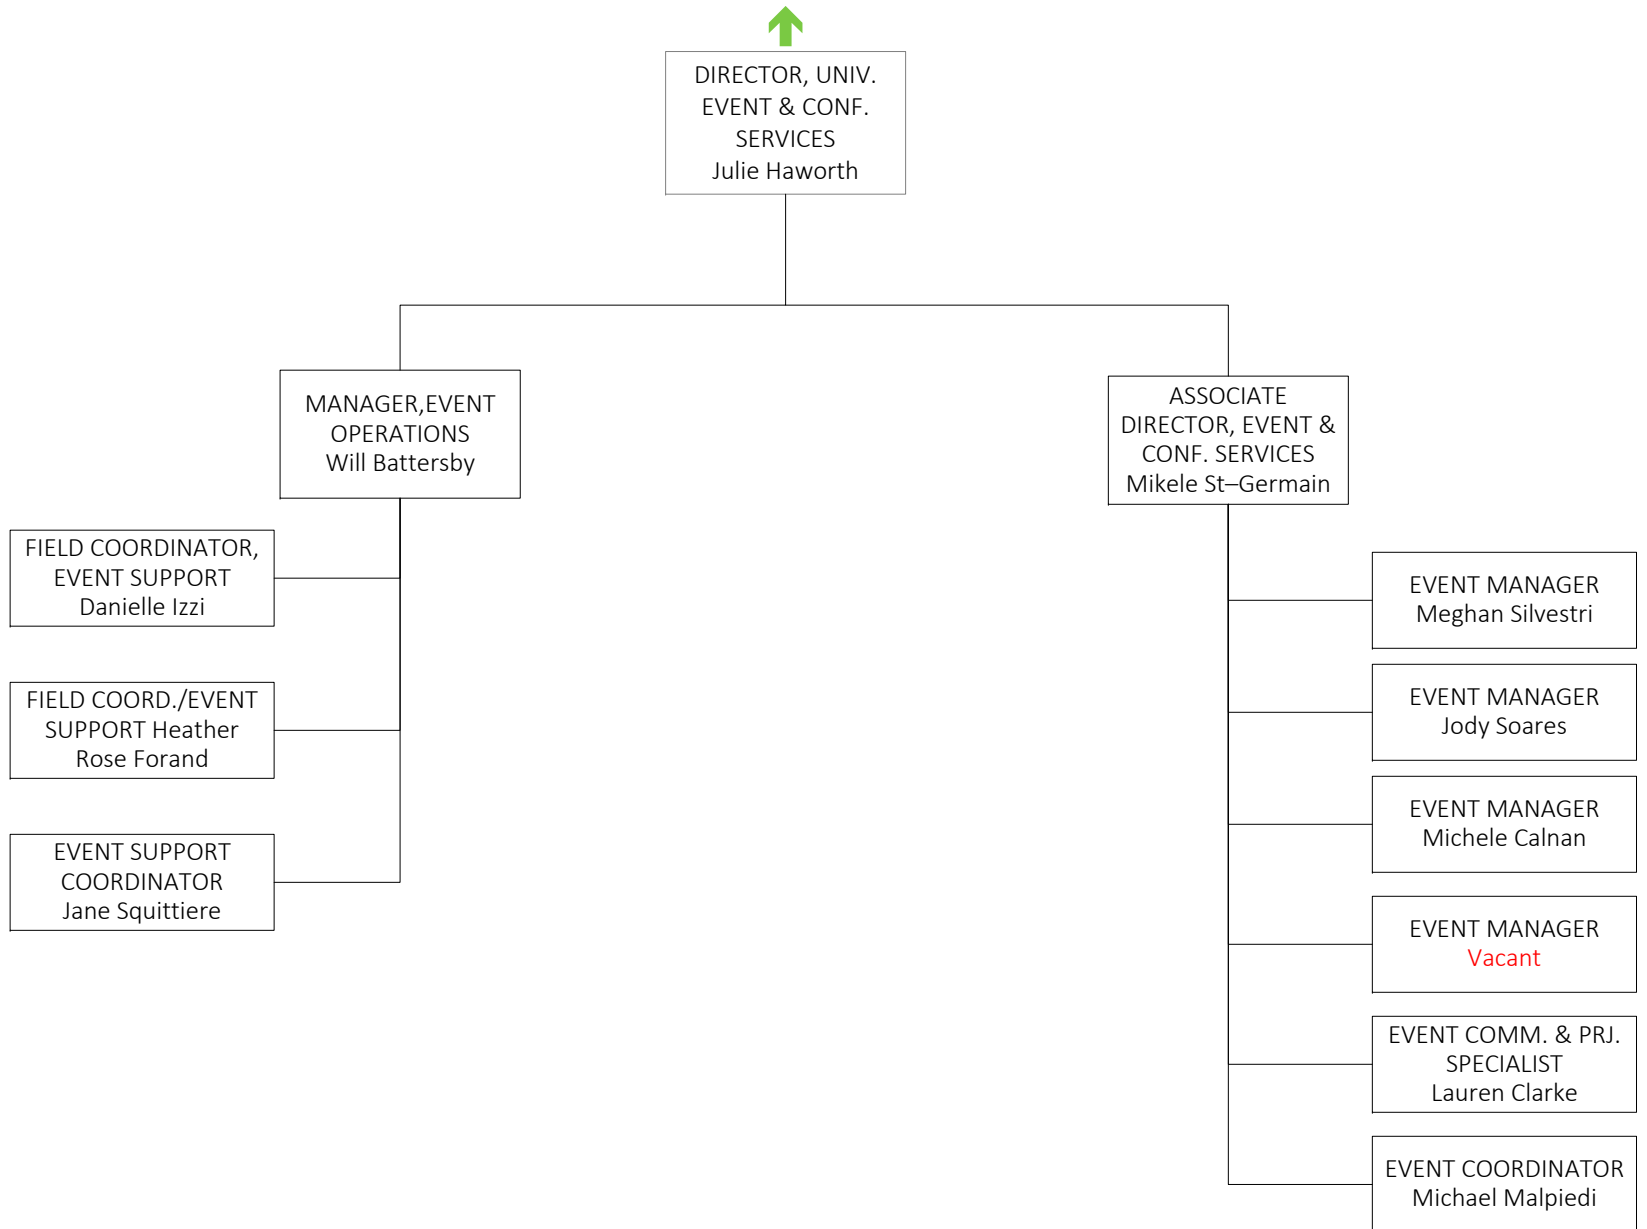 DIRECTOR, UNIV.
EVENT & CONF.
SERVICES
Julie Haworth
MANAGER,EVENT
OPERATIONS
Will Battersby
ASSOCIATE
DIRECTOR, EVENT &
CONF. SERVICES
Mikele St–Germain
FIELD COORDINATOR,
EVENT SUPPORT
Danielle Izzi
FIELD COORD./EVENT
SUPPORT Heather
Rose Forand
EVENT SUPPORT
COORDINATOR
Jane Squittiere
EVENT MANAGER
Meghan Silvestri
EVENT MANAGER
Jody Soares
EVENT MANAGER
Michele Calnan
EVENT MANAGER
Vacant
EVENT COMM. & PRJ.
SPECIALIST
Lauren Clarke
EVENT COORDINATOR
Michael Malpiedi